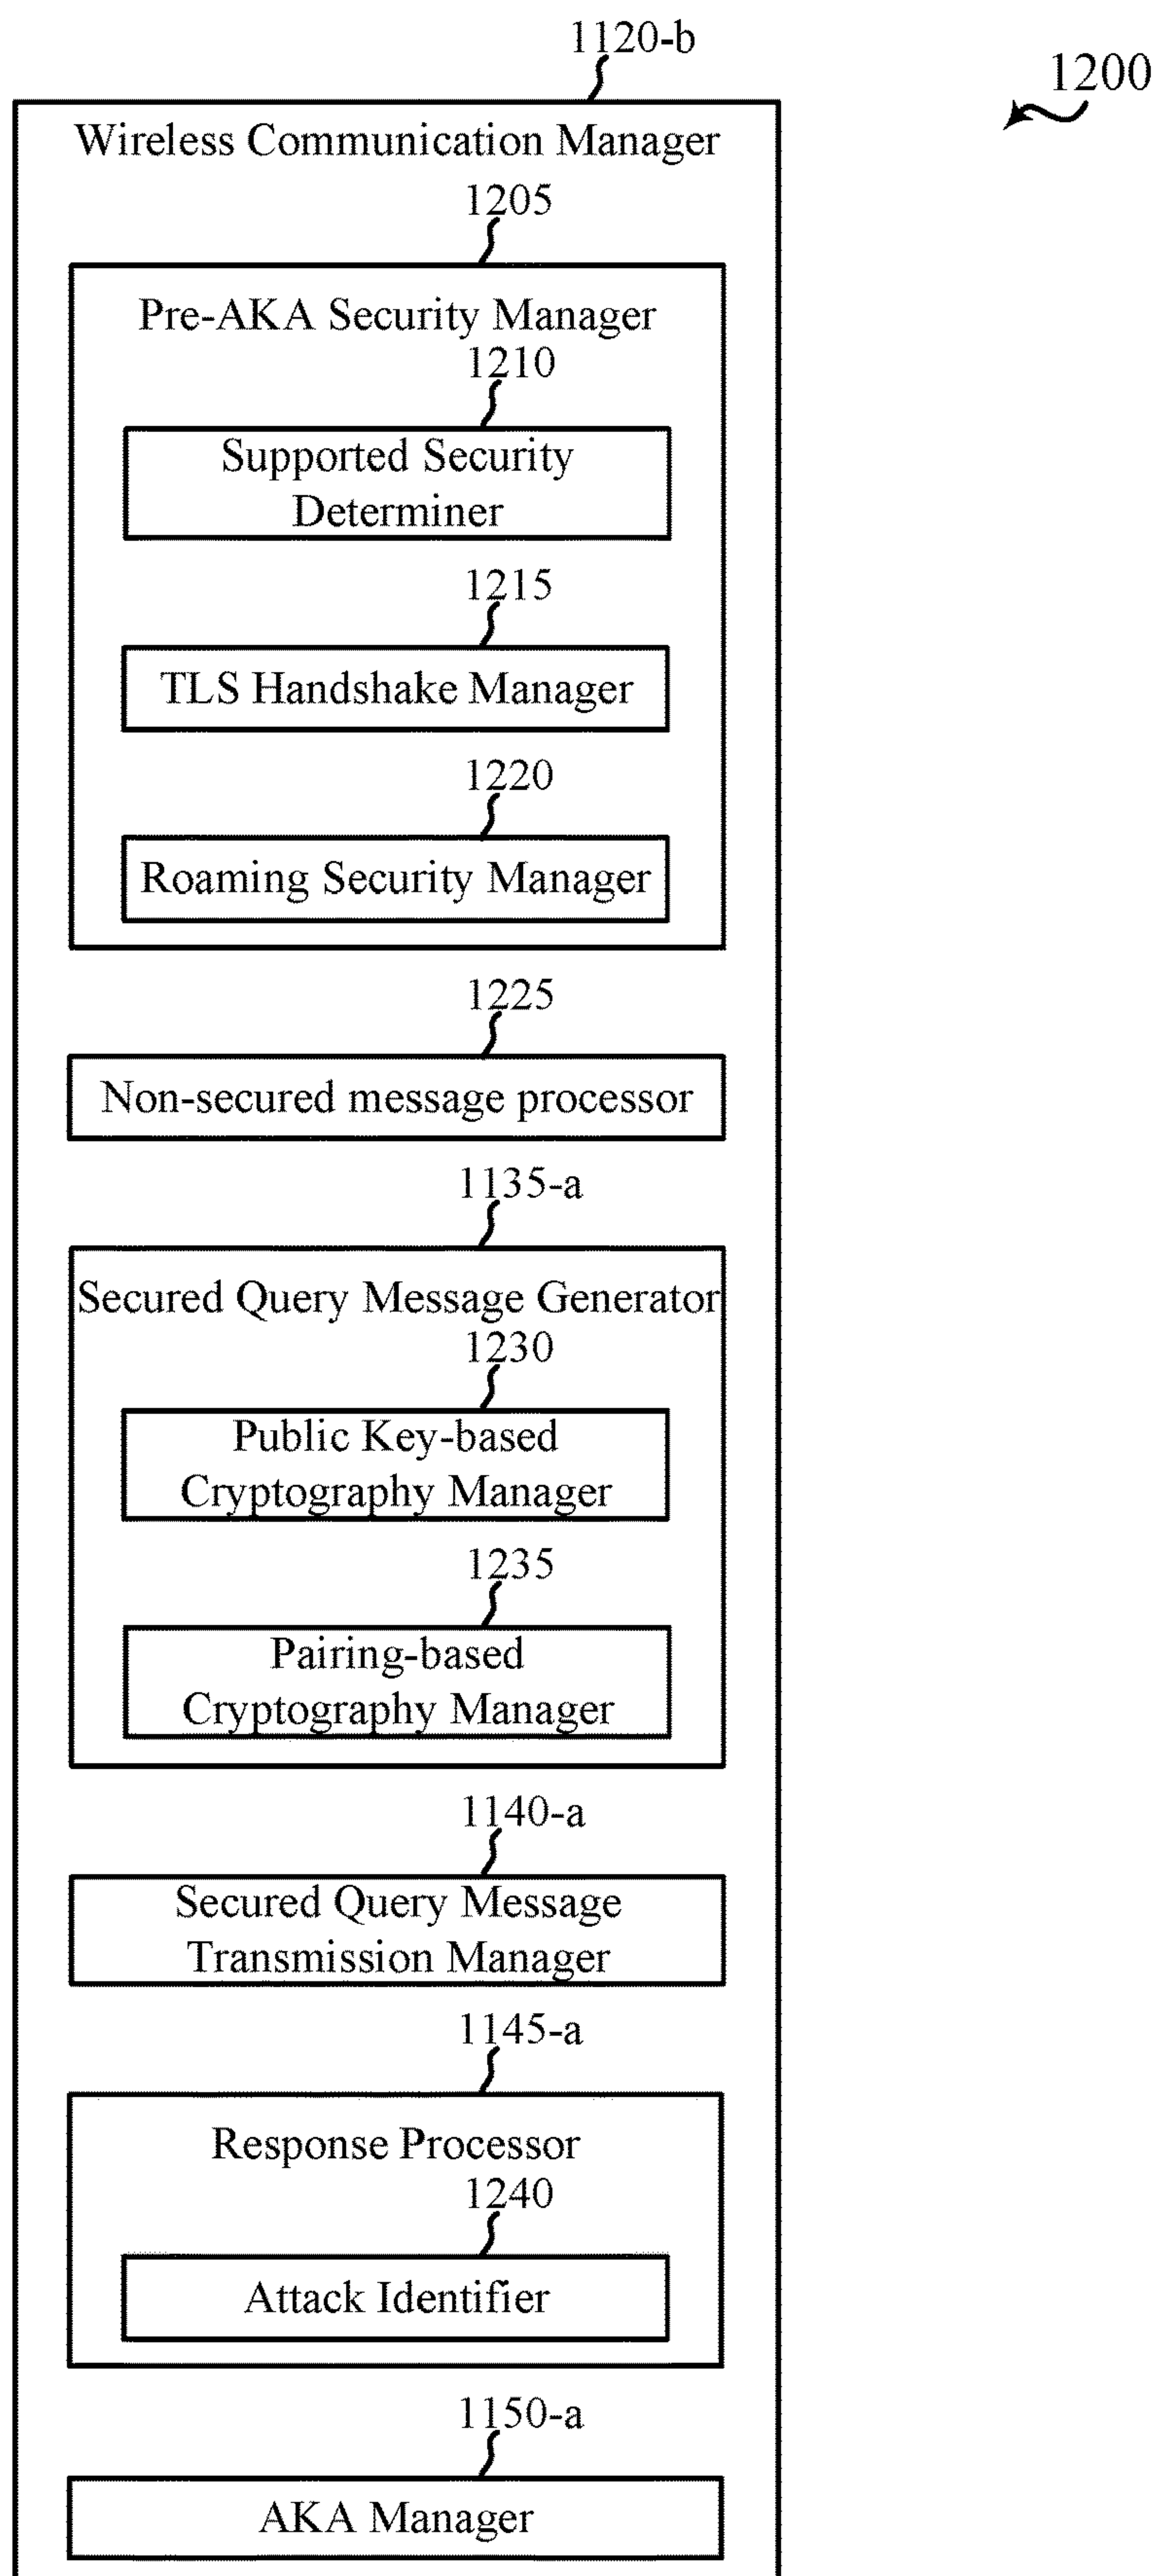 1120-b
1200
Wireless Communication Manager
1205
Pre-AKA Security Manager
1210
Supported Security
Determiner
1215
TLS Handshake Manager
1220
Roaming Security Manager
1225
Non-secured message processor
1135-a
Secured Query Message Generator
1230
Public Key-based
Cryptography Manager
1235
Pairing-based
Cryptography Manager
1140-a
Secured Query Message
Transmission Manager
1145-a
Response Processor
1240
Attack Identifier
1150-a
AKA Manager